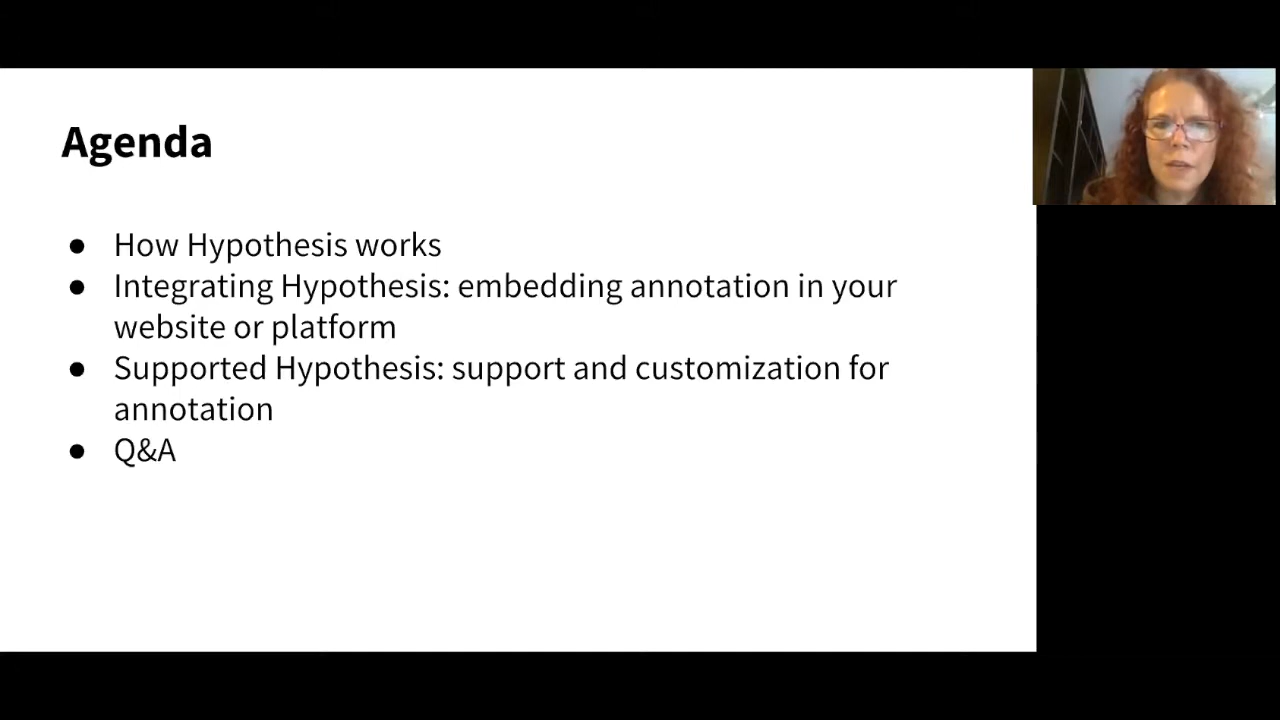 Agenda
● How Hypothesis works
● Integrating Hypothesis: embedding annotation in your
website or platform
● Supported Hypothesis: support and customization for
annotation
● Q&A